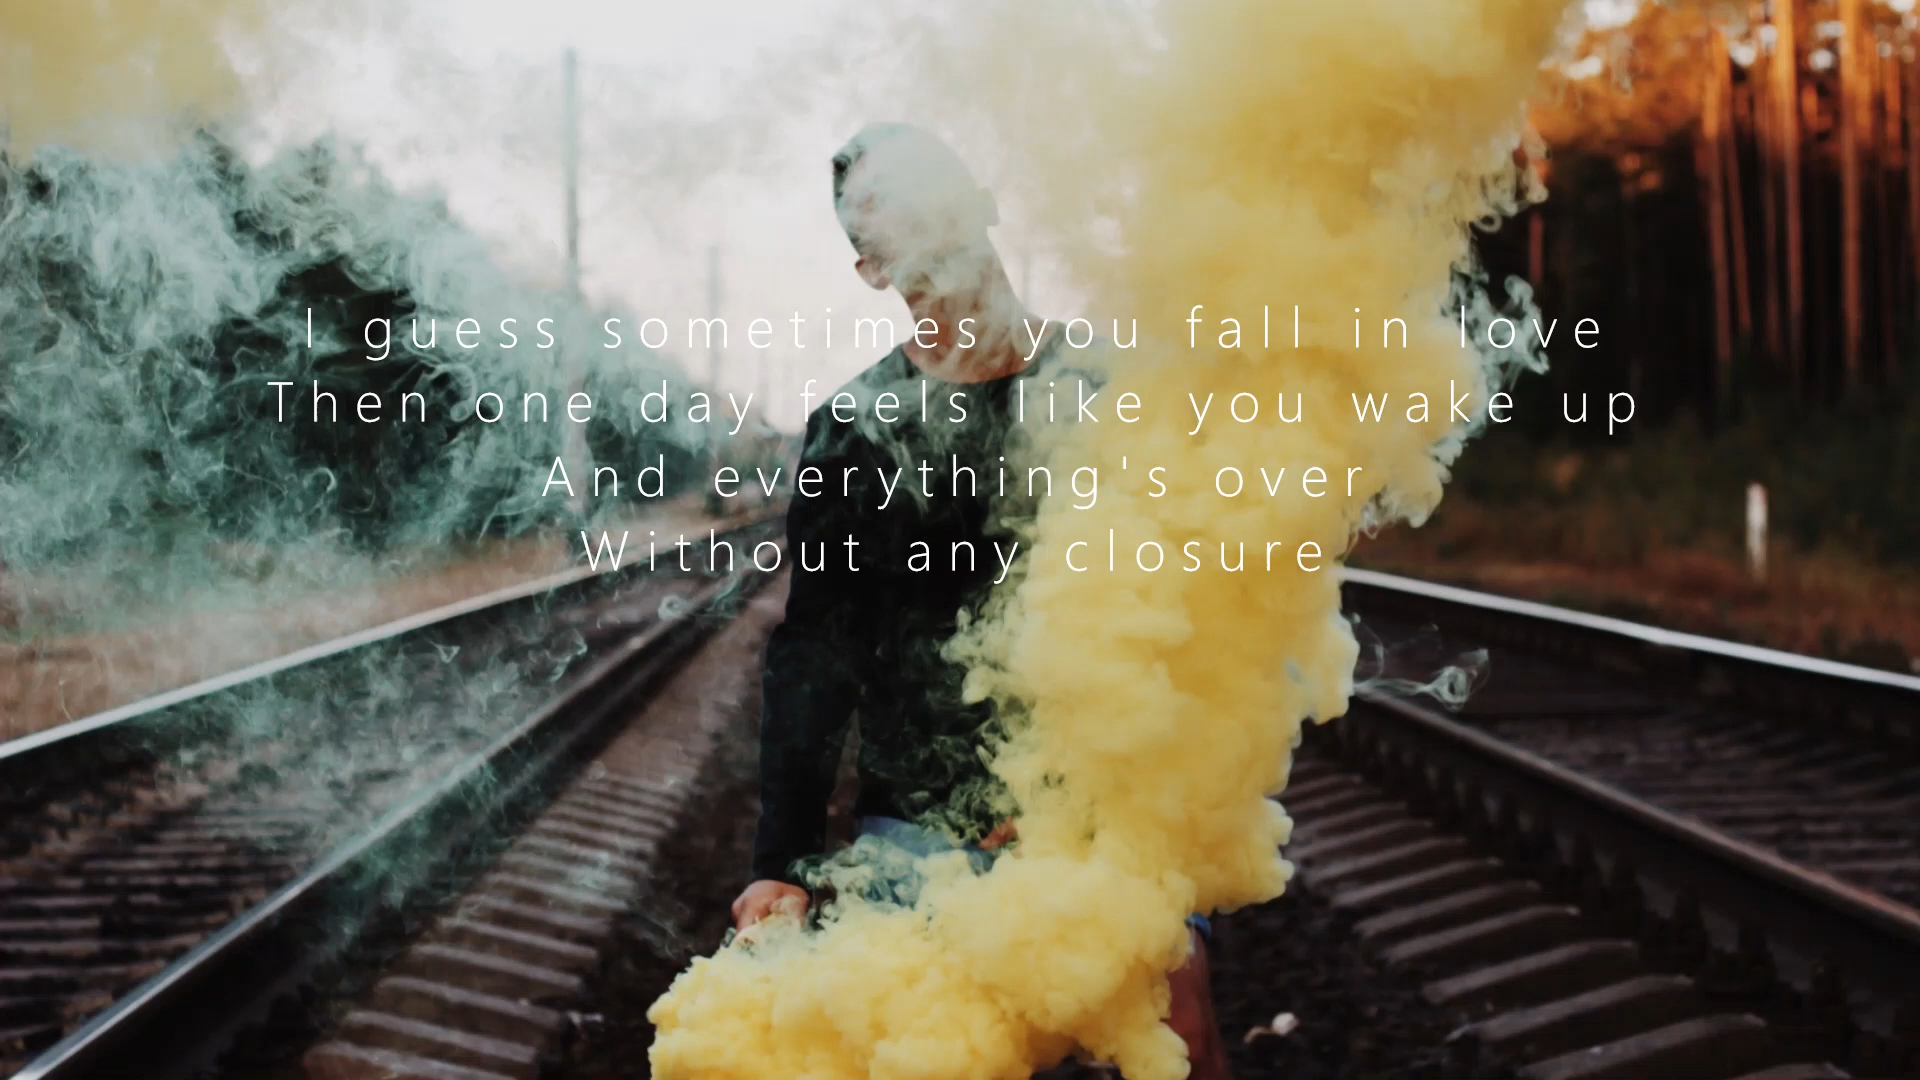 I guess sometimes you fall in love
Then one day feels like you wake up
And everything's over
Without any closure